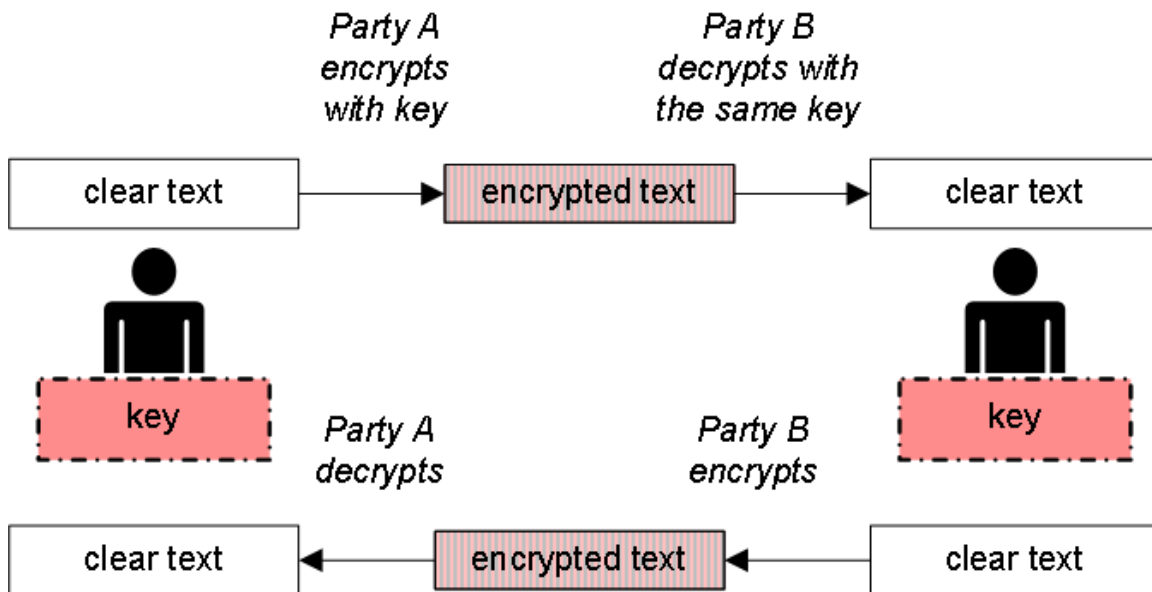 Party A
encrypts
with key
Party B
decrypts with
the same key
clear text
encrypted text
clear text
key
key
Party A
decrypts
Party B
encrypts
clear text
encrypted text
clear text